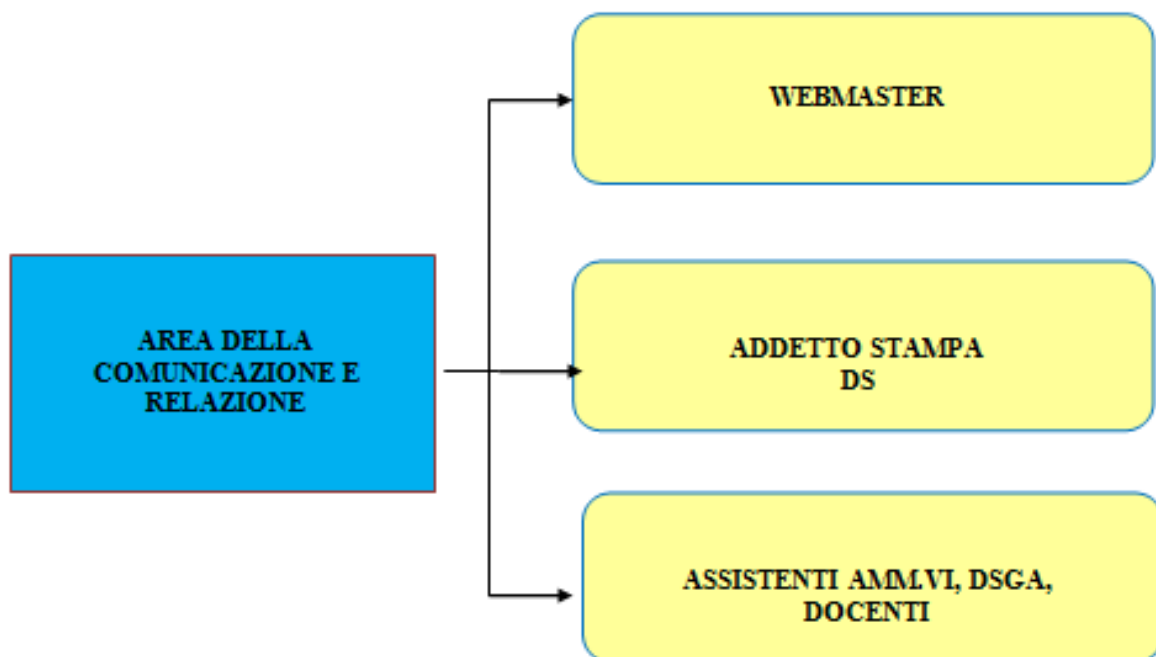 WEBMASTER
AREA DELLA
COMUNICAZIONE E
RELAZIONE
ADDETTO STAMPA
DS
ASSISTENTI AMM.VI, DSGA,
DOCENTI